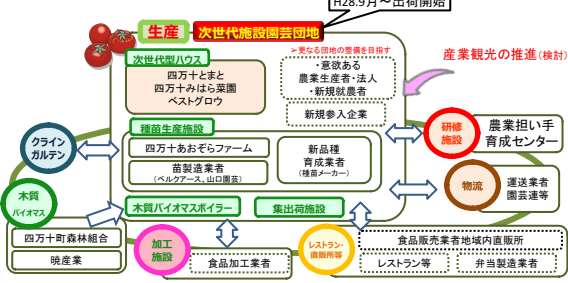 H28.9月～出荷開始
生産
次世代施設園芸団地
次世代型ハウス
四万十とまと
四万十みはら菜園
ベストグロウ
➢更なる団地の整備を目指す
・意欲ある
農業生産者・法人
・新規就農者
新規参入企業
産業観光の推進(検討)
種苗生産施設
四万十あおぞらファーム
苗製造業者
(ベルクアース、山口園芸)
新品種
育成業者
(種苗メーカー)
研修
施設
農業担い手
育成センター
クライン
ガルテン
物流
運送業者
園芸連等
木質
バイオマス
木質バイオマスボイラー
集出荷施設
四万十町森林組合
暁産業
加工
施設
食品加工業者
レストラン・
直販所等
食品販売業者地域内直販所
レストラン等
弁当製造業者